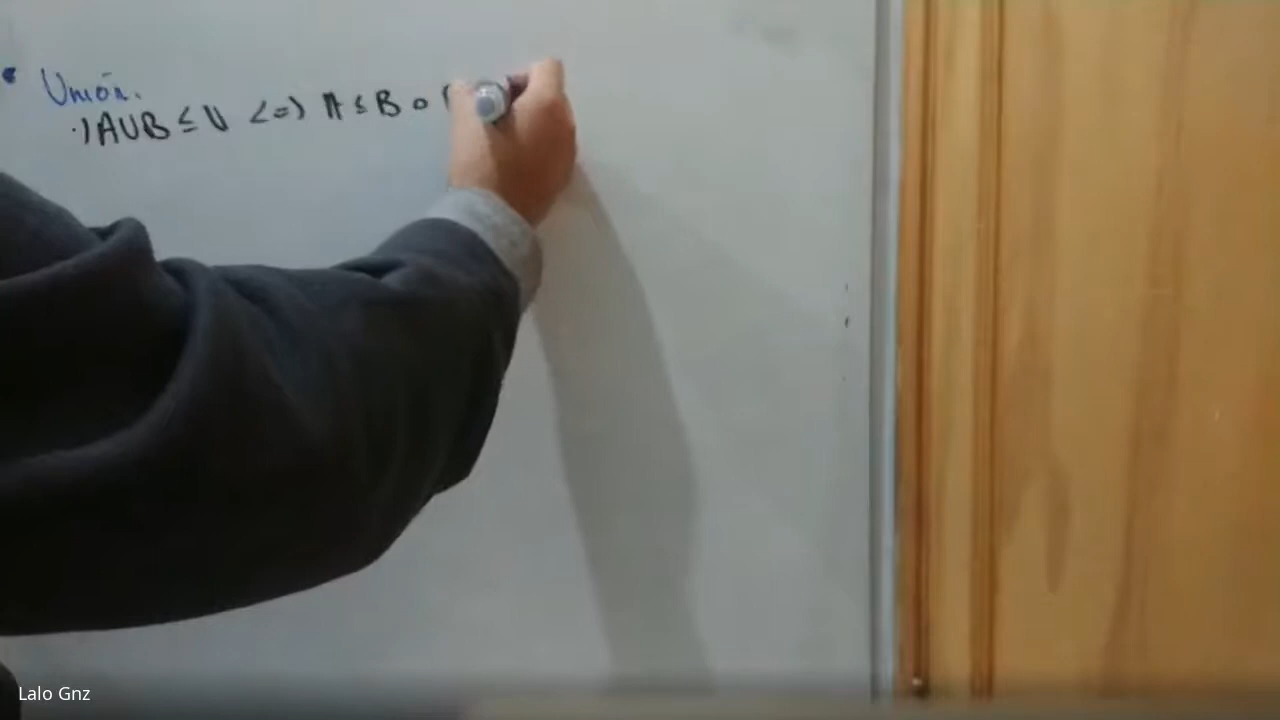 • Unión.
·) A∪B ≤ V <=> A ≤ B o
Lalo Gnz